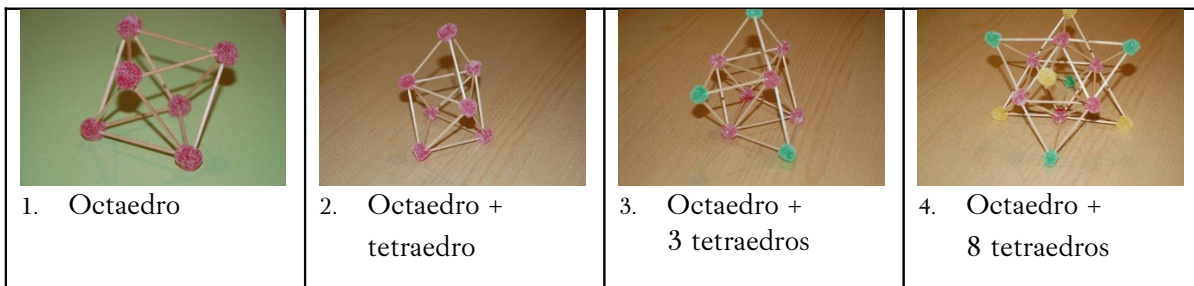 1. Octaedro
2. Octaedro +
tetraedro
3. Octaedro +
3 tetraedros
4. Octaedro +
8 tetraedros